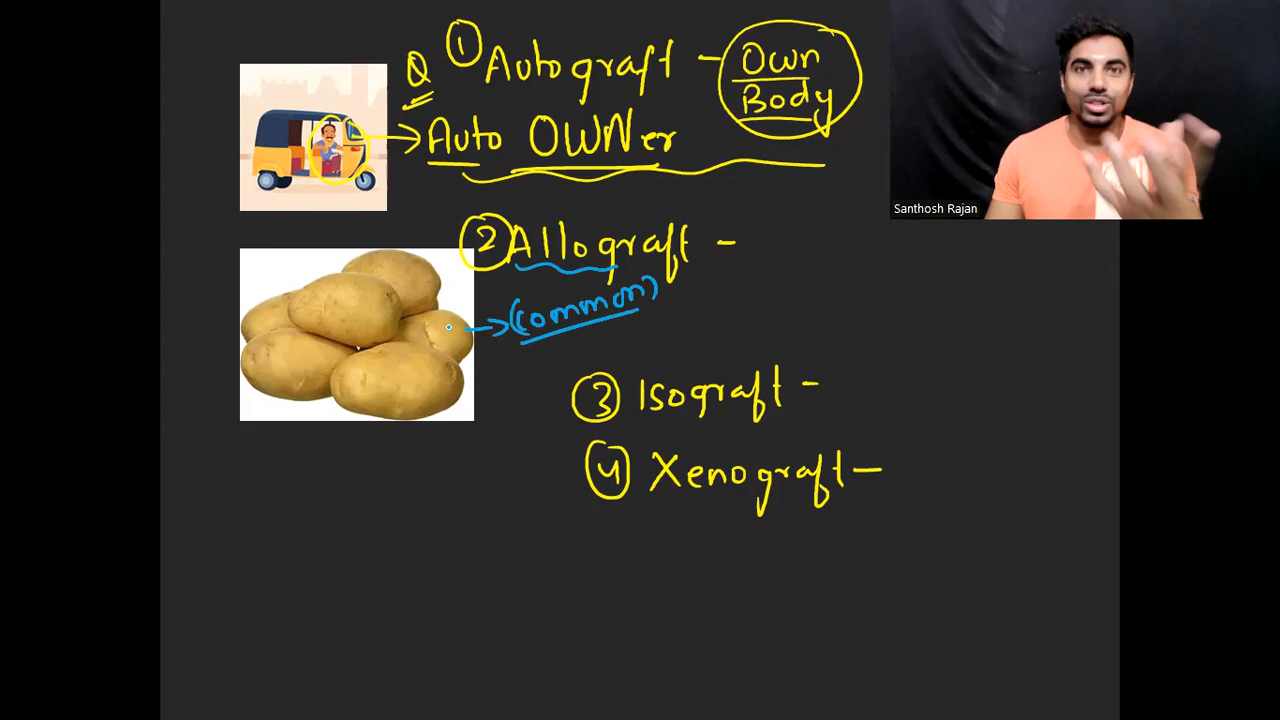 Q ① Autograft - Own Body
Auto OWNer
② Allograft -
(common)
③ Isograft -
④ Xenograft -
Santhosh Rajan